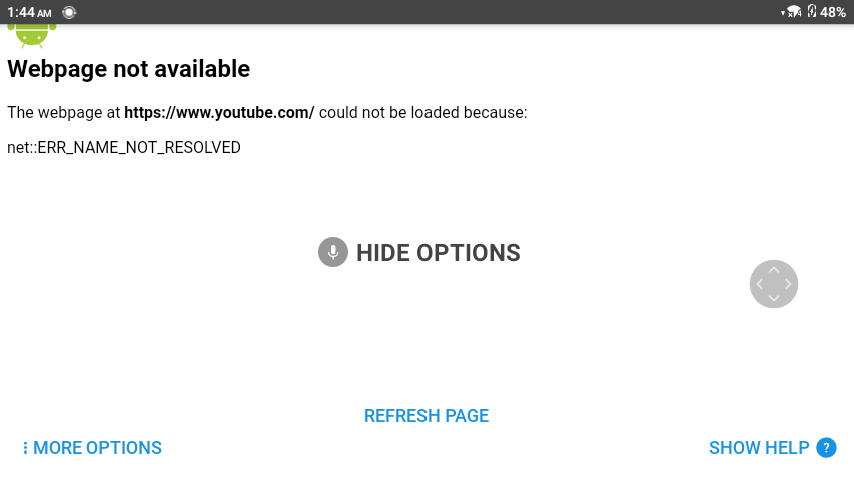 1:44 AM
48%
Webpage not available
The webpage at https://www.youtube.com/ could not be loaded because:
net::ERR_NAME_NOT_RESOLVED
HIDE OPTIONS
REFRESH PAGE
MORE OPTIONS
SHOW HELP ?